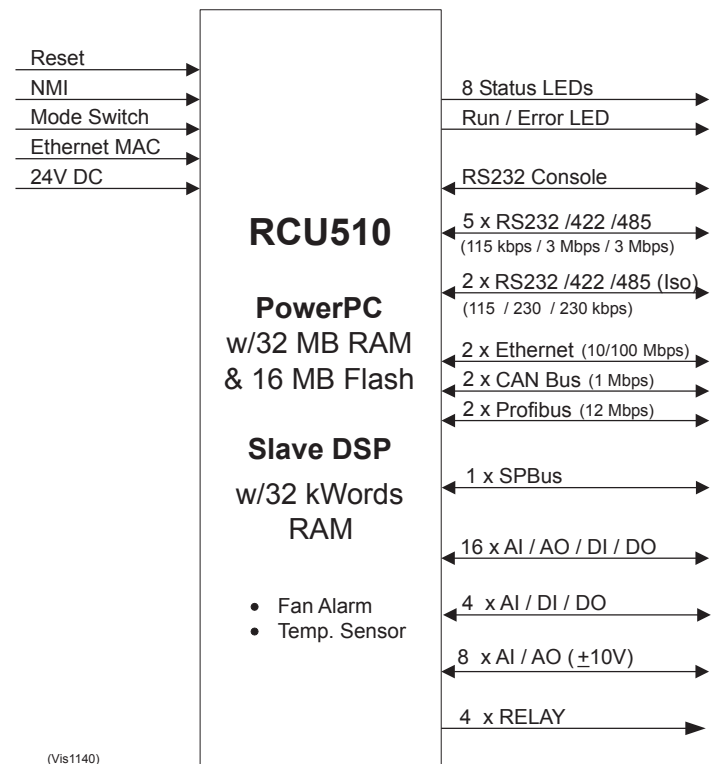 Reset
NMI
Mode Switch
Ethernet MAC
24V DC
RCU510
PowerPC
w/32 MB RAM
& 16 MB Flash
Slave DSP
w/32 kWords
RAM
• Fan Alarm
• Temp. Sensor
8 Status LEDs
Run / Error LED
RS232 Console
5 x RS232 /422 /485
(115 kbps / 3 Mbps / 3 Mbps)
2 x RS232 /422 /485 (Iso)
(115 / 230 / 230 kbps)
2 x Ethernet (10/100 Mbps)
2 x CAN Bus (1 Mbps)
2 x Profibus (12 Mbps)
1 x SPBus
16 x AI / AO / DI / DO
4 x AI / DI / DO
8 x AI / AO (±10V)
4 x RELAY
(Vis1140)